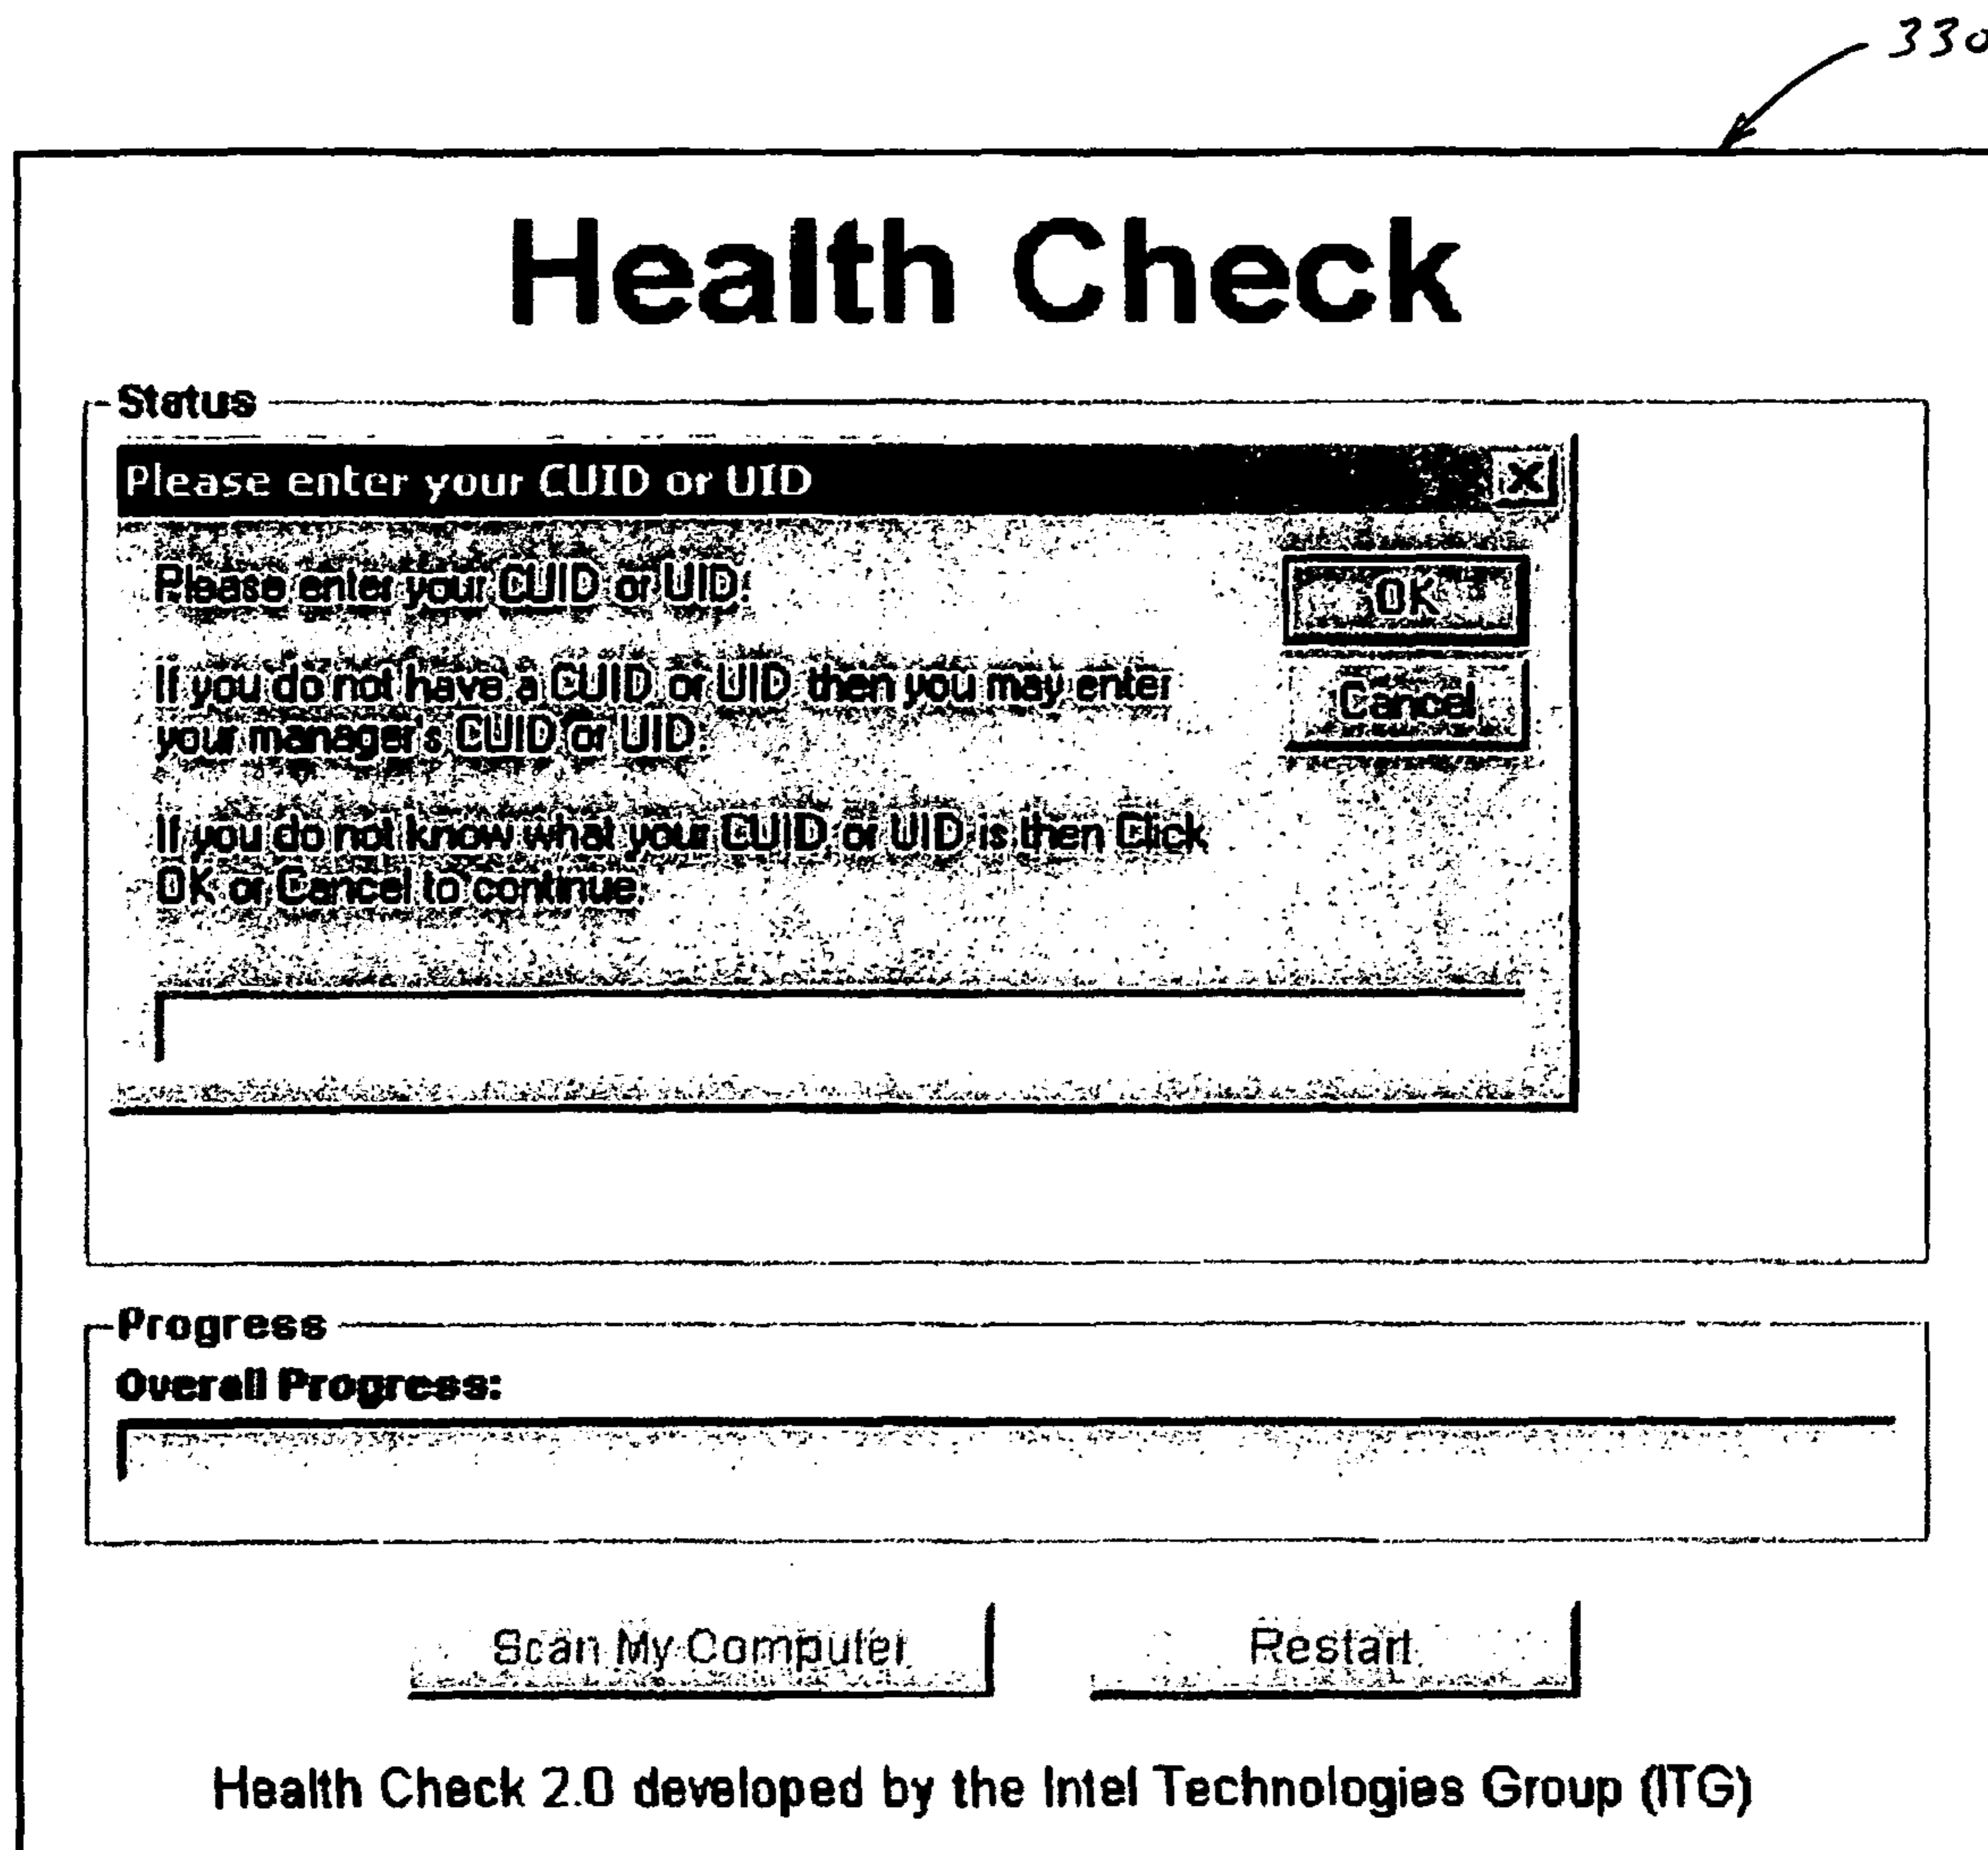 330
Health Check
Status
Please enter your CUID or UID
Please enter your CUID or UID.
OK
If you do not have a CUID or UID then you may enter
your manager's CUID or UID.
Cancel
If you do not know what your CUID or UID is then Click
OK or Cancel to continue.
Progress
Overall Progress:
Scan My Computer
Restart
Health Check 2.0 developed by the Intel Technologies Group (ITG)